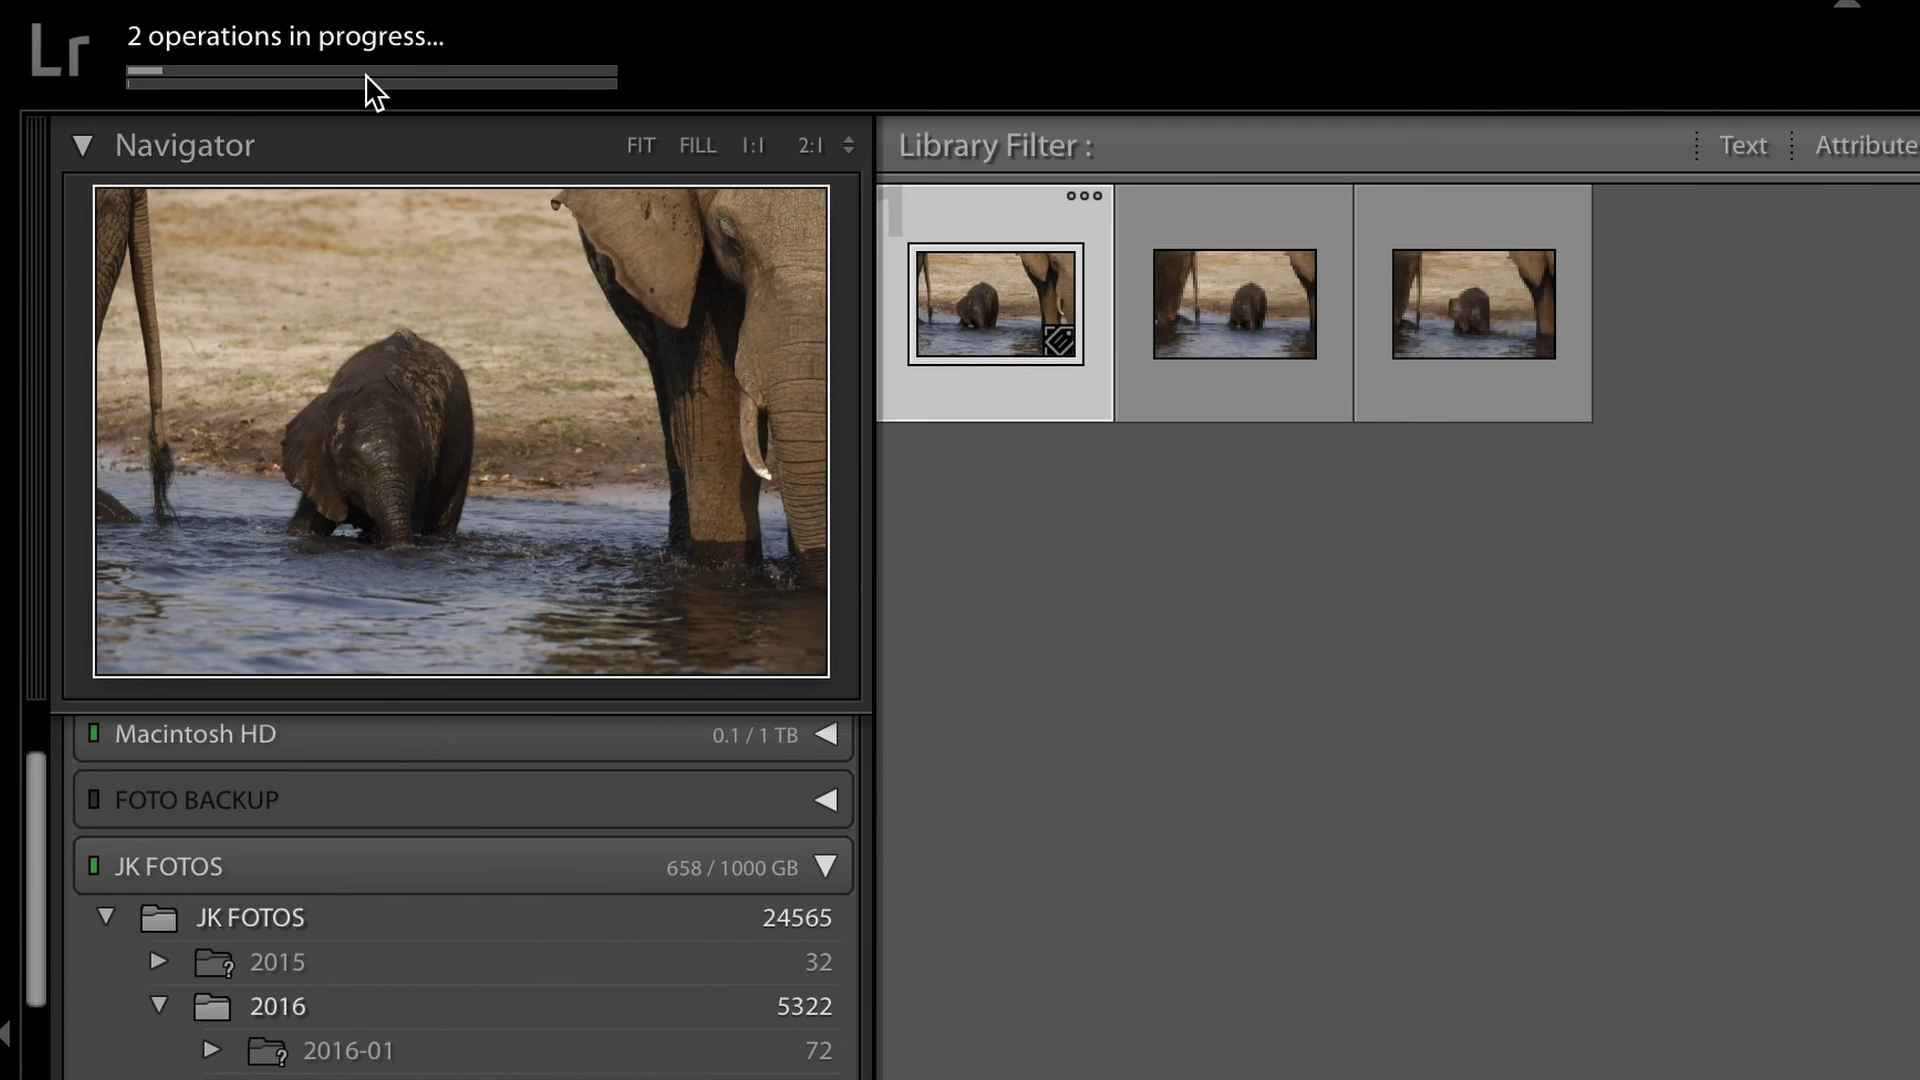 Lr
2 operations in progress...
Navigator FIT FILL 1:1 2:1
Library Filter : Text Attribute
1
Macintosh HD 0.1 / 1 TB
FOTO BACKUP
JK FOTOS 658 / 1000 GB
JK FOTOS 24565
2015 32
2016 5322
2016-01 72